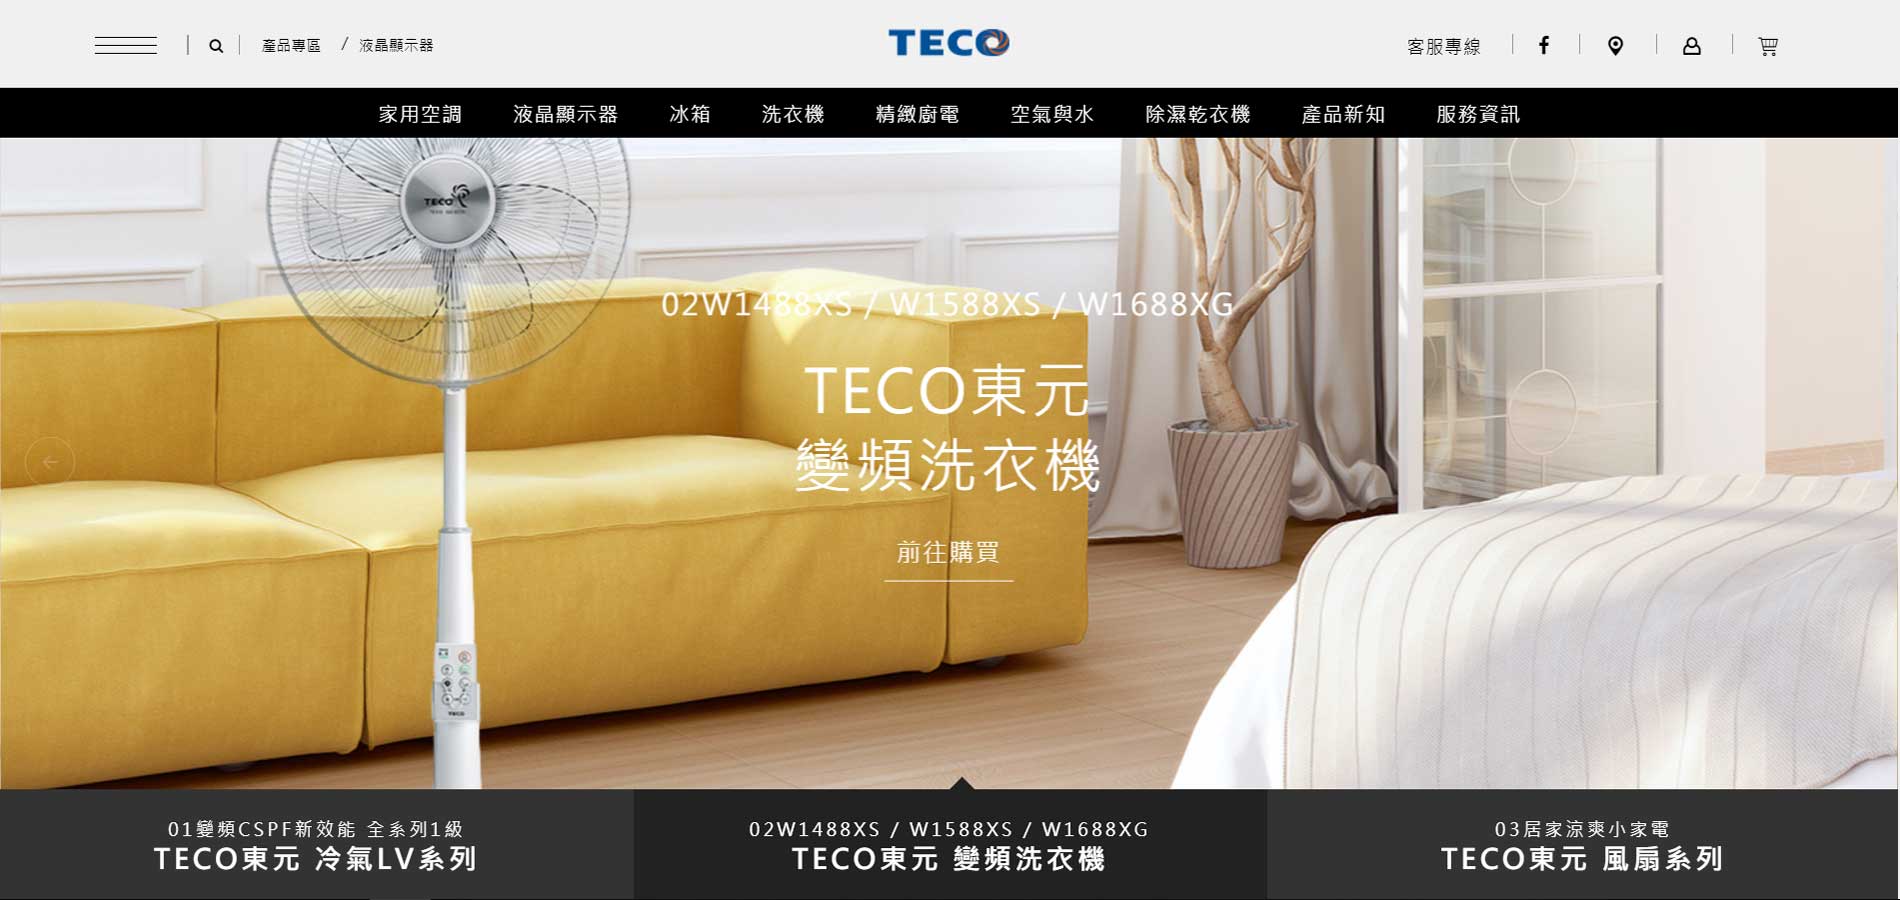 產品專區 / 液晶顯示器
TECO
客服專線
家用空調 液晶顯示器 冰箱 洗衣機 精緻廚電 空氣與水 除濕乾衣機 產品新知 服務資訊
TECO
02W1488XS / W1588XS / W1688XG
TECO東元
變頻洗衣機
前往購買
TECO
01變頻CSPF新效能 全系列1級
TECO東元 冷氣LV系列
02W1488XS / W1588XS / W1688XG
TECO東元 變頻洗衣機
03居家涼爽小家電
TECO東元 風扇系列